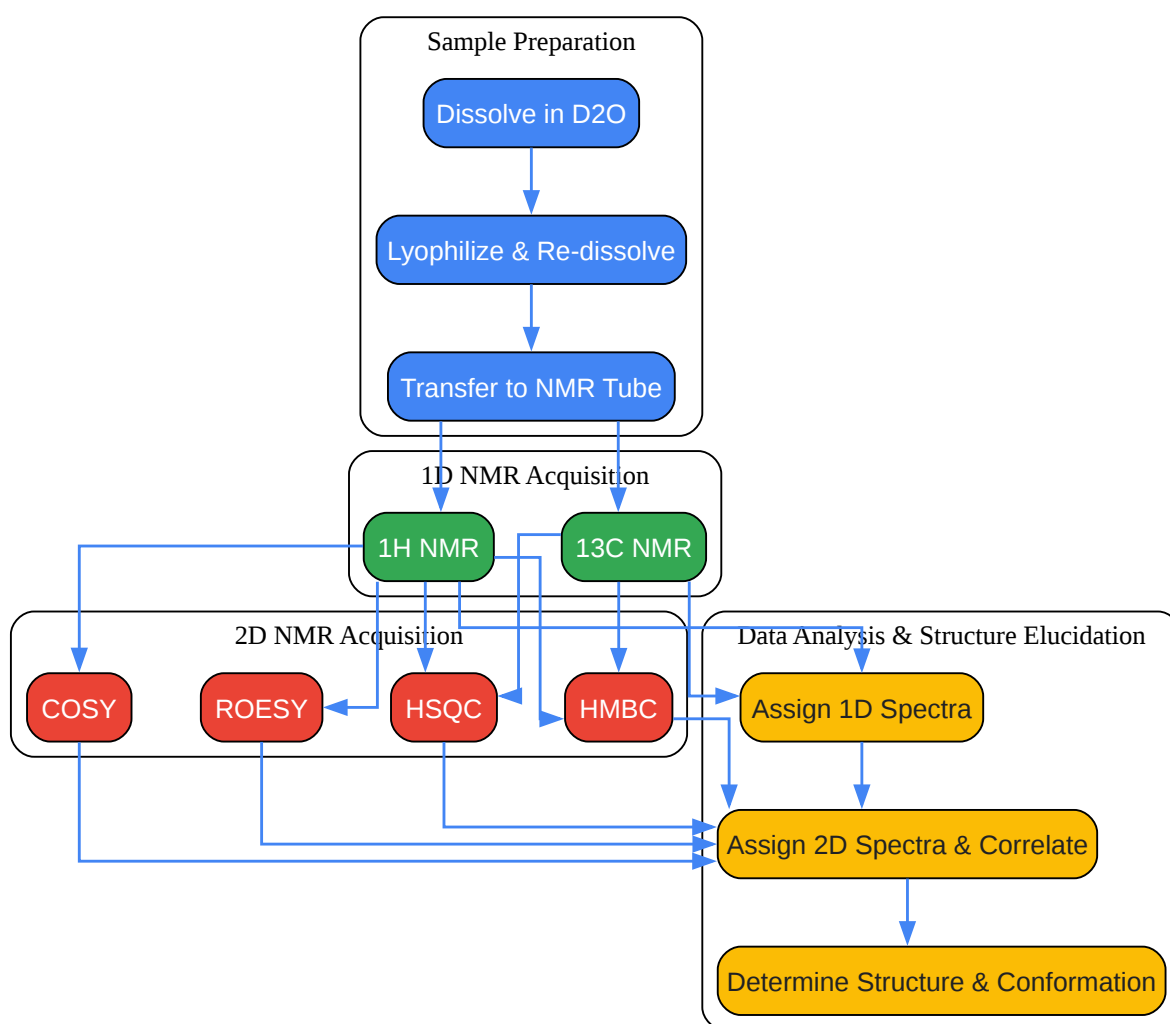 Sample Preparation
Dissolve in D2O
Lyophilize & Re-dissolve
Transfer to NMR Tube
1D NMR Acquisition
1H NMR
13C NMR
2D NMR Acquisition
COSY
ROESY
HSQC
HMBC
Data Analysis & Structure Elucidation
Assign 1D Spectra
Assign 2D Spectra & Correlate
Determine Structure & Conformation